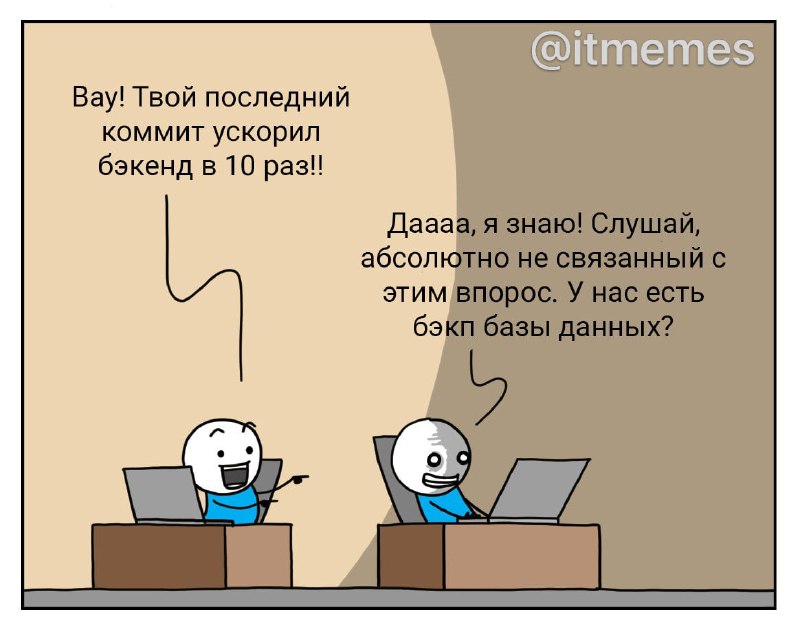 @itmemes
Вау! Твой последний
коммит ускорил
бэкенд в 10 раз!!
Даааа, я знаю! Слушай,
абсолютно не связанный с
этим впорос. У нас есть
бэкп базы данных?